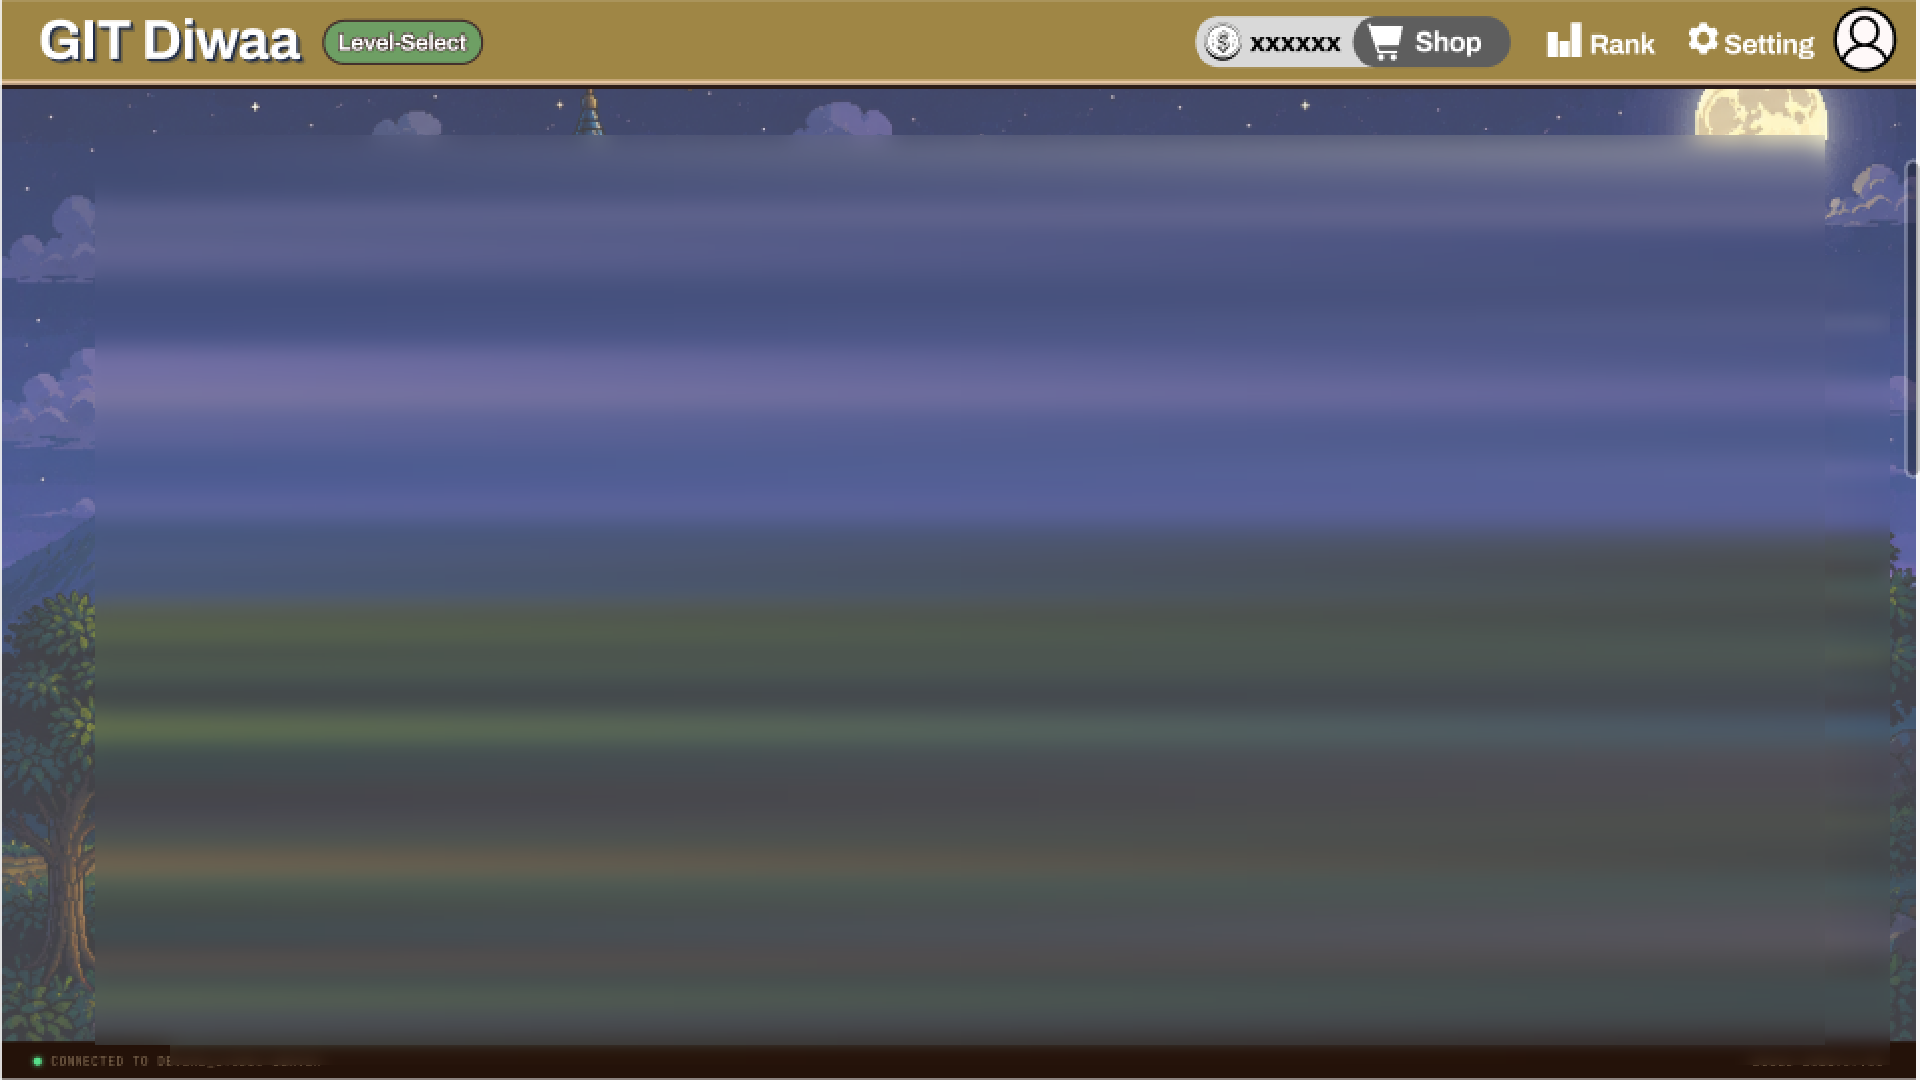 GIT Diwaa
Level-Select
xxxxxx
Shop
Rank
Setting
CONNECTED TO